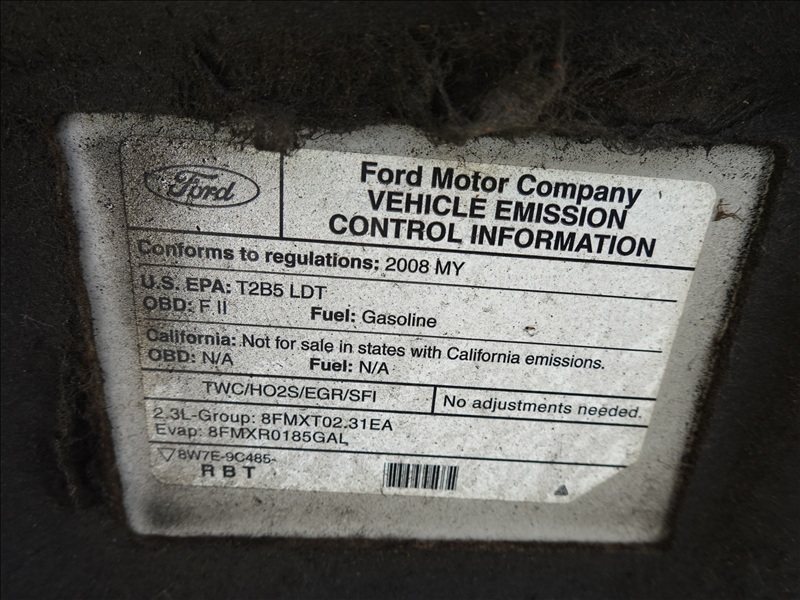 Ford
Ford Motor Company
VEHICLE EMISSION
CONTROL INFORMATION
Conforms to regulations: 2008 MY
U.S. EPA: T2B5 LDT
OBD: F II Fuel: Gasoline
California: Not for sale in states with California emissions.
OBD: N/A Fuel: N/A
TWC/HO2S/EGR/SFI No adjustments needed.
2.3L-Group: 8FMXT02.31EA
Evap: 8FMXR0185GAL
8W7E-9C485-
RBT